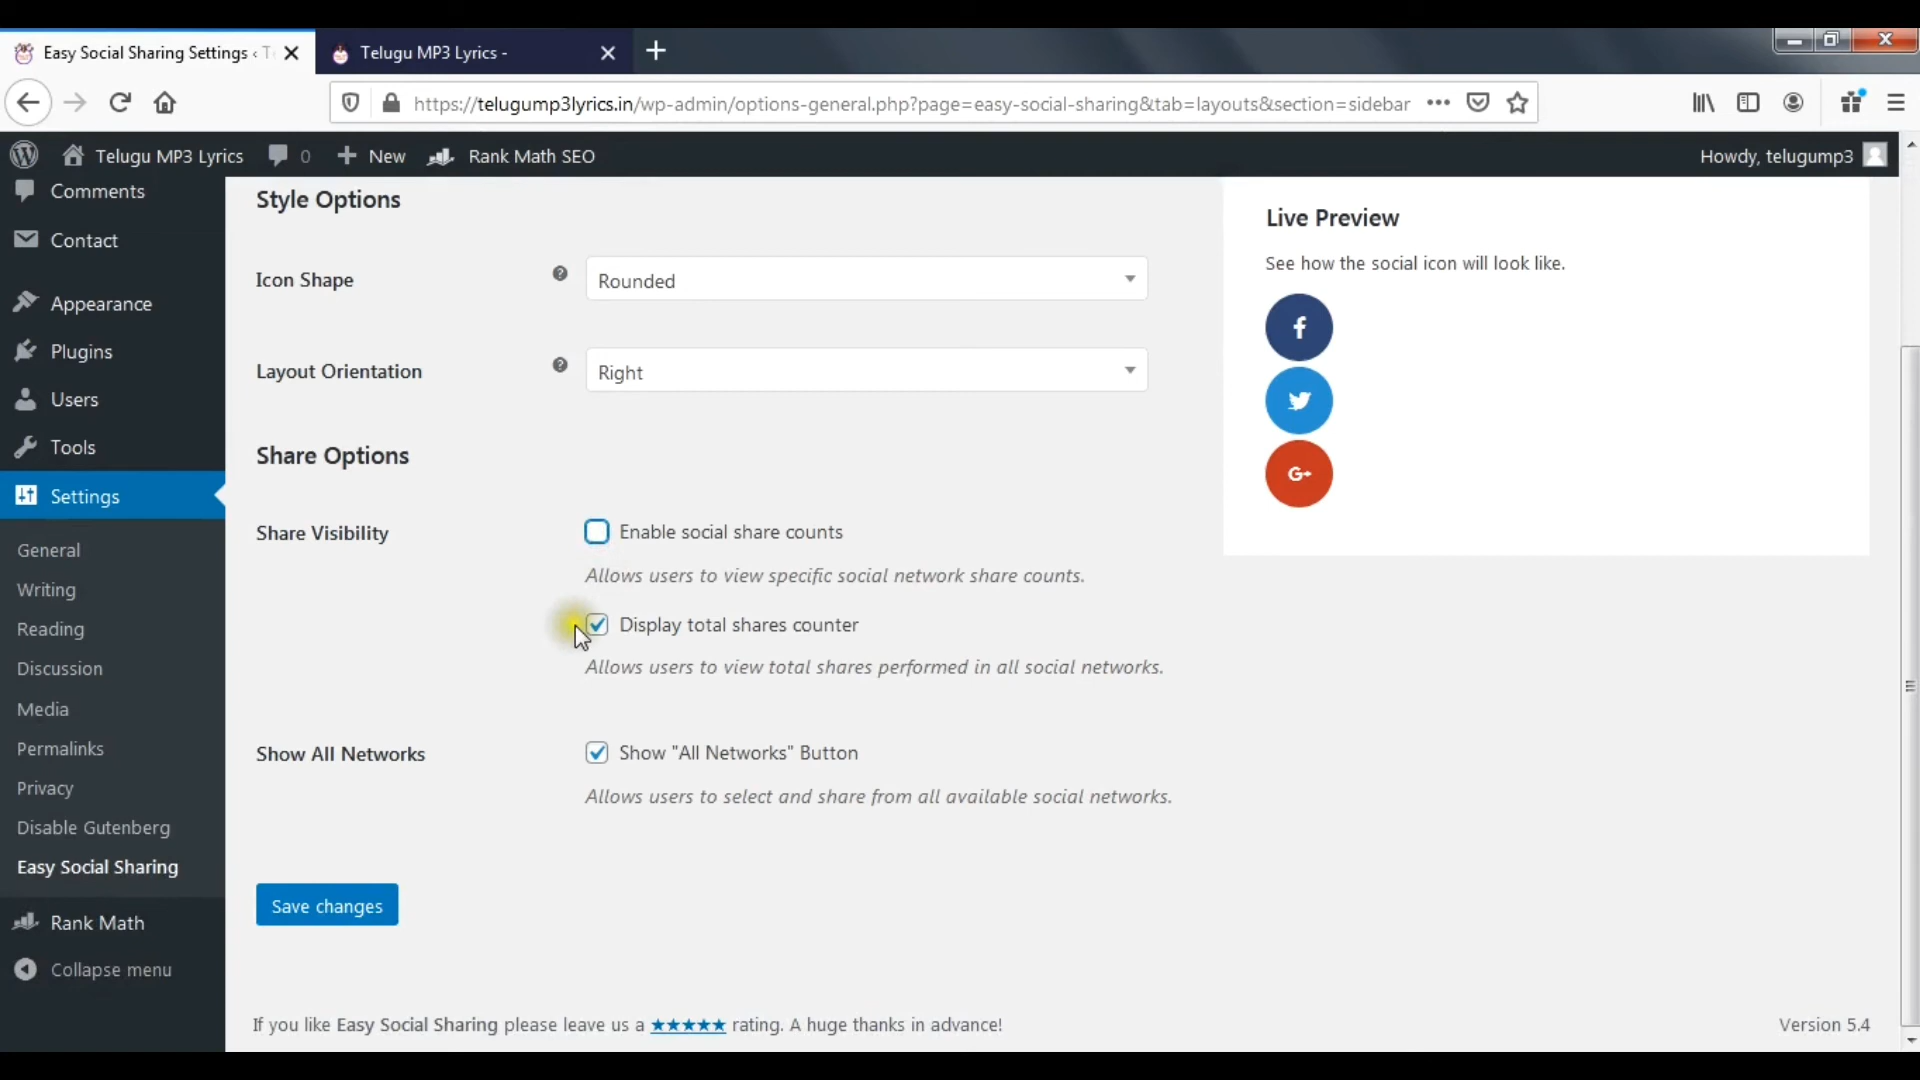 Easy Social Sharing Settings ‹ T
Telugu MP3 Lyrics -
https://telugump3lyrics.in/wp-admin/options-general.php?page=easy-social-sharing&tab=layouts&section=sidebar
Telugu MP3 Lyrics
0
New
Rank Math SEO
Howdy, telugump3
Comments
Contact
Appearance
Plugins
Users
Tools
Settings
General
Writing
Reading
Discussion
Media
Permalinks
Privacy
Disable Gutenberg
Easy Social Sharing
Rank Math
Collapse menu
Style Options
Icon Shape
Rounded
Layout Orientation
Right
Share Options
Share Visibility
Enable social share counts
Allows users to view specific social network share counts.
Display total shares counter
Allows users to view total shares performed in all social networks.
Show All Networks
Show "All Networks" Button
Allows users to select and share from all available social networks.
Save changes
Live Preview
See how the social icon will look like.
f
G+
If you like Easy Social Sharing please leave us a ★★★★★ rating. A huge thanks in advance!
Version 5.4